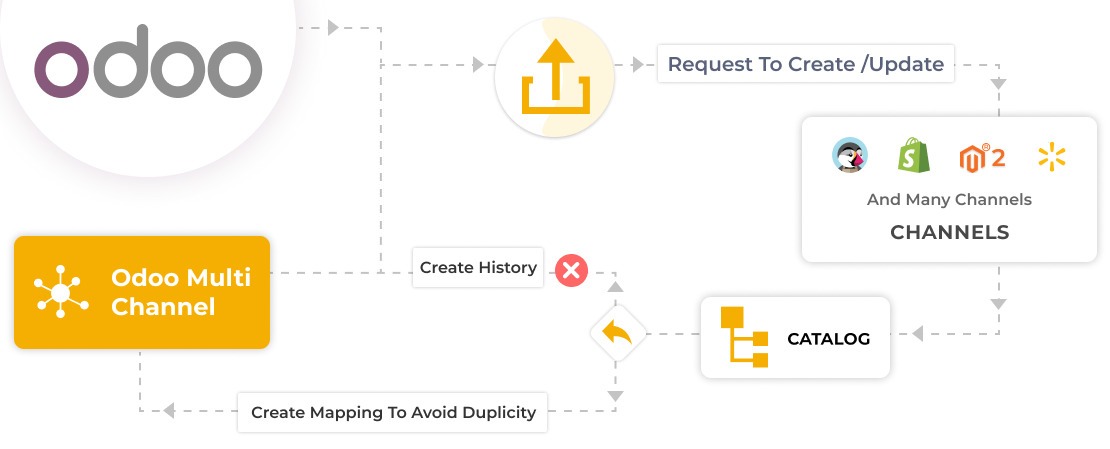 odoo
Request To Create /Update
®2
And Many Channels
CHANNELS
Odoo Multi
Channel
Create History
CATALOG
Create Mapping To Avoid Duplicity